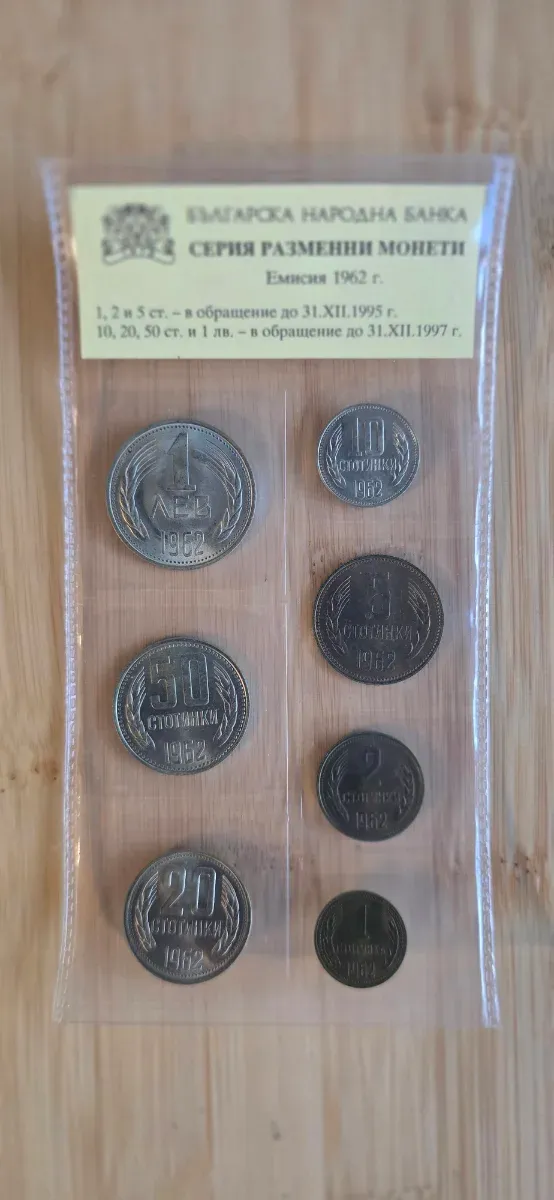 БЪЛГАРСКА НАРОДНА БАНКА
СЕРИЯ РАЗМЕННИ МОНЕТИ
Емисия 1962 г.
1, 2 и 5 ст. – в обращение до 31.XII.1995 г.
10, 20, 50 ст. и 1 лв. – в обращение до 31.XII.1997 г.
1
ЛЕВ
1962
10
СТОТИНКИ
1962
СТОТИНКИ
1962
50
СТОТИНКИ
1962
2
СТОТИНКИ
1962
20
СТОТИНКИ
1962
1
1962